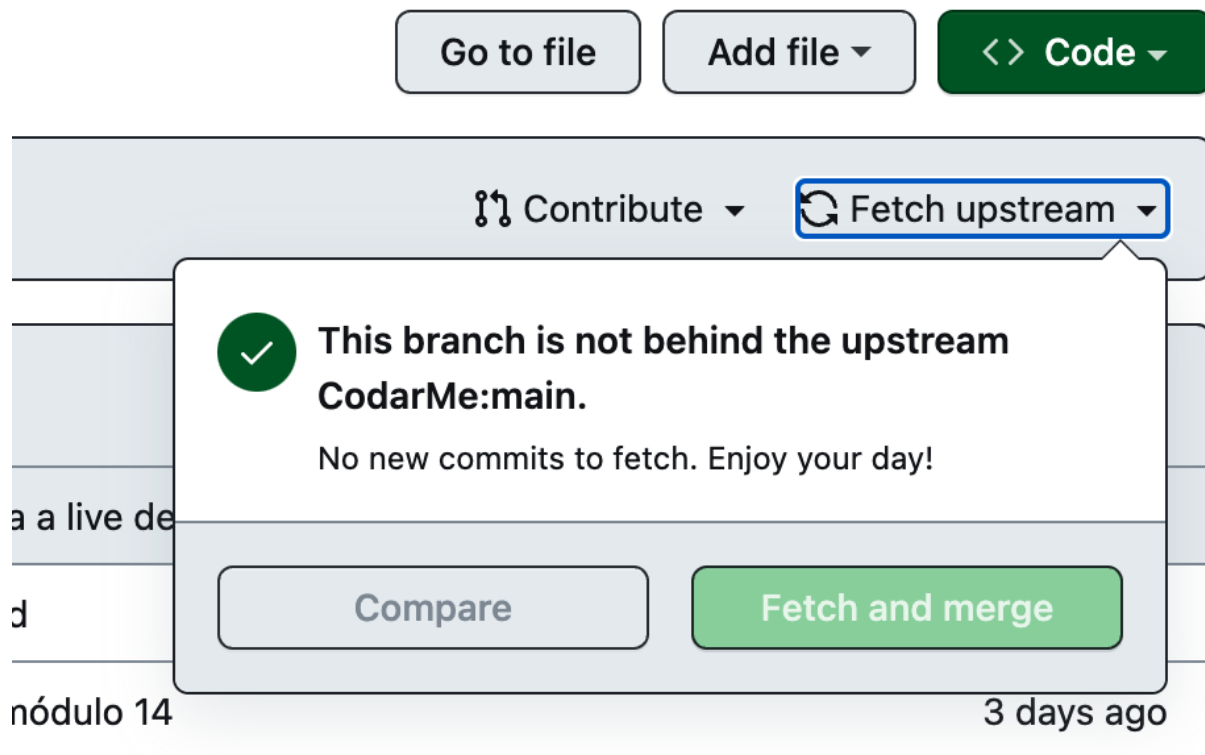 Go to file Add file Code
Contribute Fetch upstream
This branch is not behind the upstream
CodarMe:main.
No new commits to fetch. Enjoy your day!
a a live de
Compare Fetch and merge
d
módulo 14 3 days ago